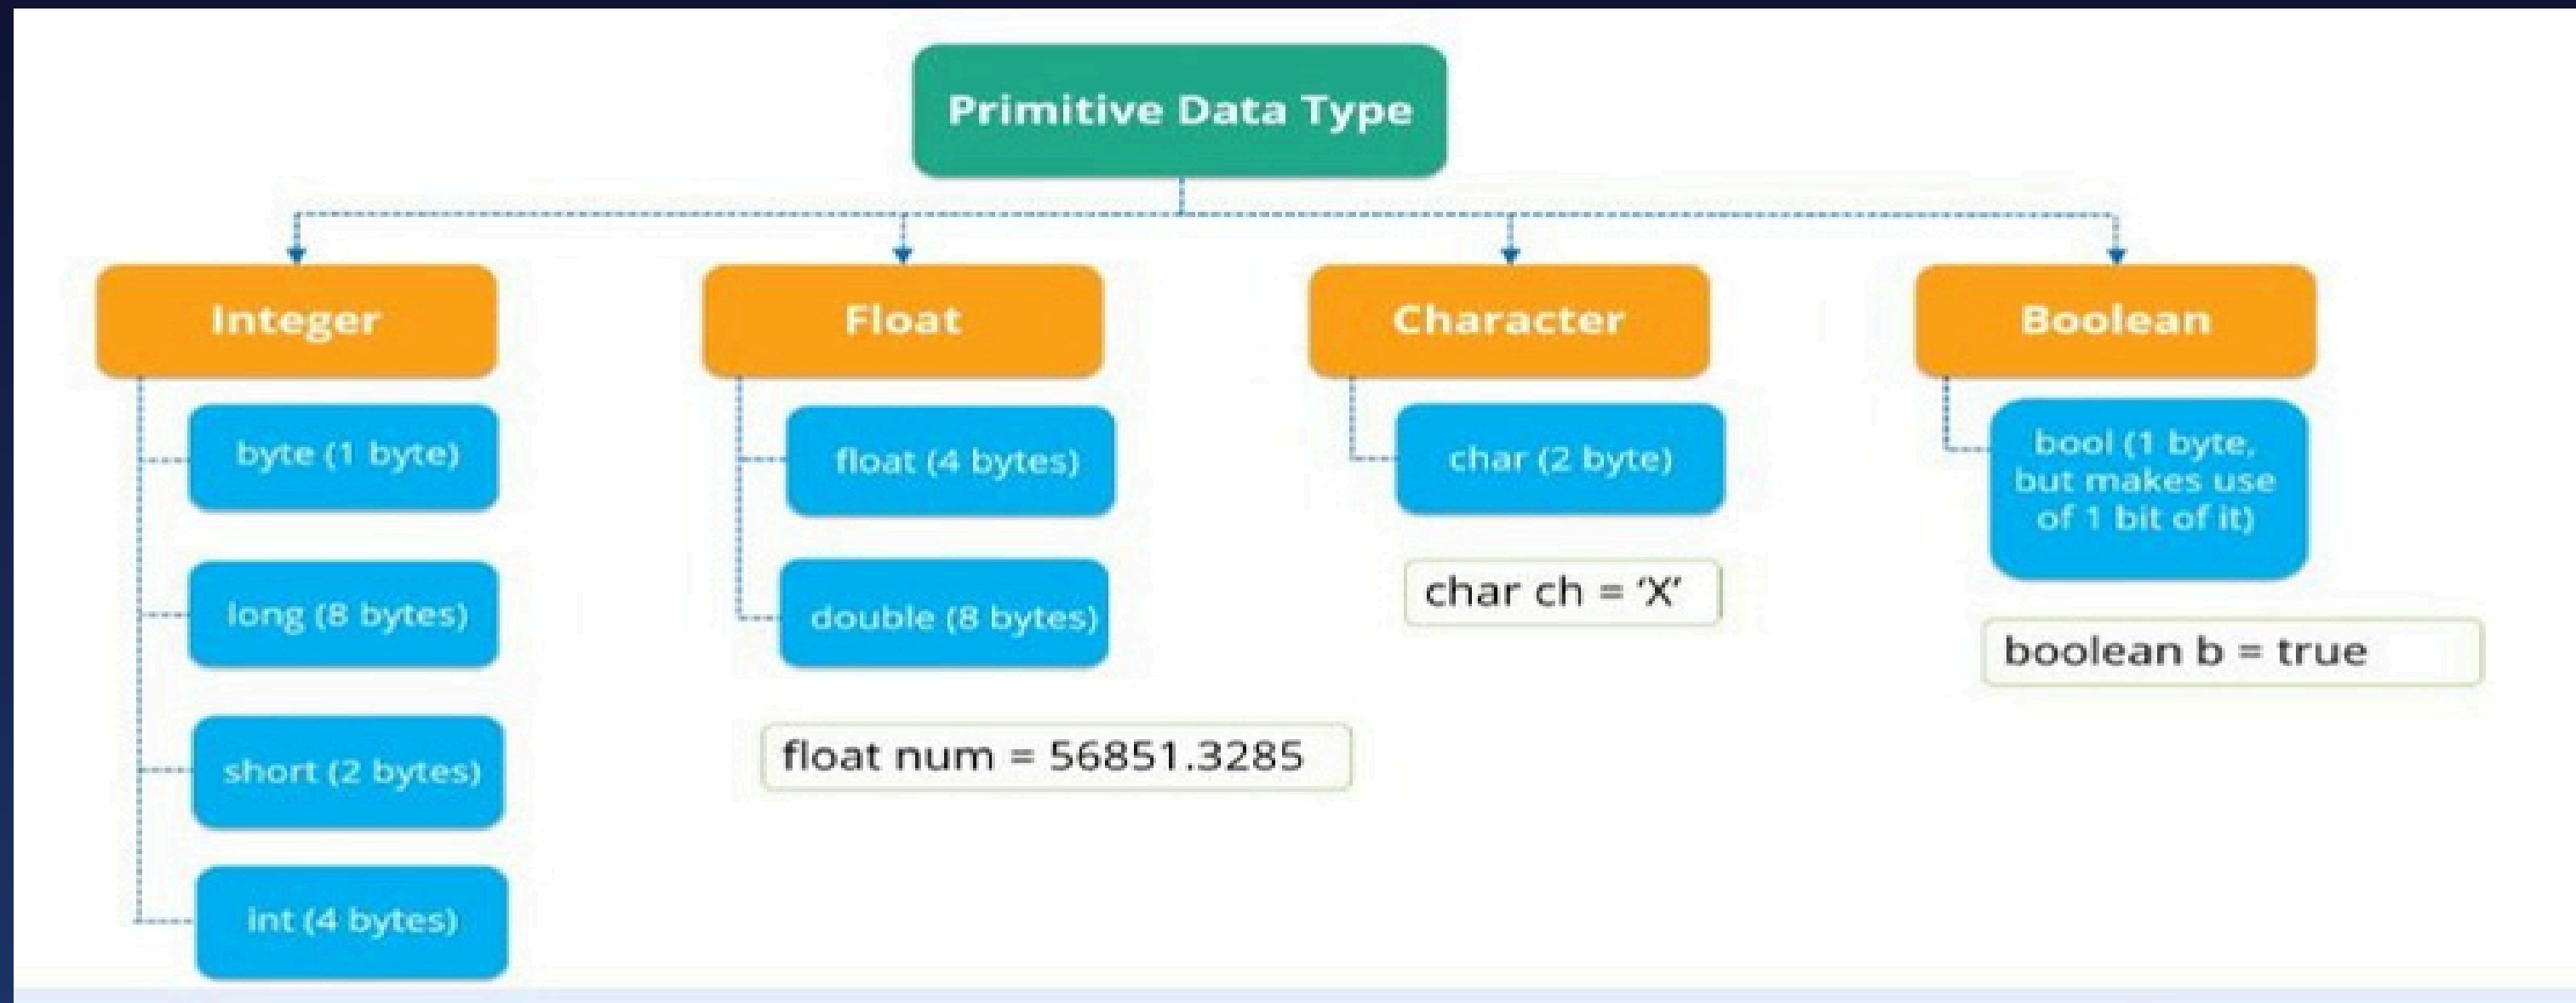 Primitive Data Type
Integer
byte (1 byte)
long (8 bytes)
short (2 bytes)
int (4 bytes)
Float
float (4 bytes)
double (8 bytes)
float num = 56851.3285
Character
char (2 byte)
char ch = ‘X’
Boolean
bool (1 byte,
but makes use
of 1 bit of it)
boolean b = true